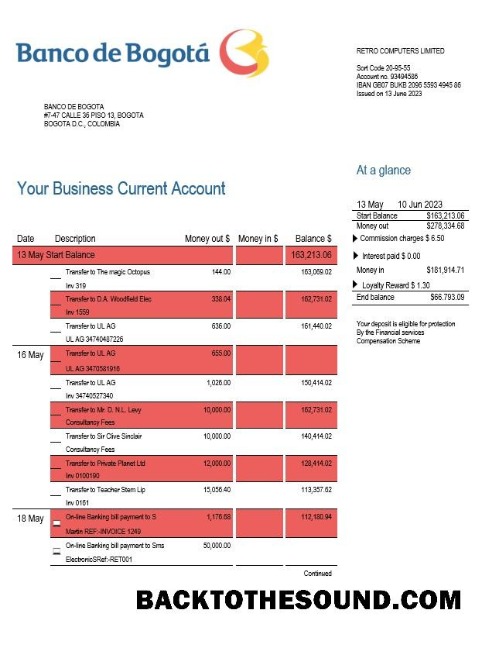 Banco de Bogotá
RETRO COMPUTERS LIMITED
Sort Code 20-95-55
Account no. 93494586
IBAN GB07 BUKB 2095 5593 4945 86
Issued on 13 June 2023
BANCO DE BOGOTA
#7-47 CALLE 36 PISO 13, BOGOTA
BOGOTA D.C., COLOMBIA
At a glance
Your Business Current Account
13 May 10 Jun 2023
Start Balance $163,213.06
Money out $278,334.68
Commission charges $ 6.50
Interest paid $ 0.00
Money in $181,914.71
Loyalty Reward $ 1.30
End balance $66.793.09
Your deposit is eligible for protection
By the Financial services
Compensation Scheme
Date Description Money out $ Money in $ Balance $
13 May Start Balance 163,213.06
Transfer to The magic Octopus 144.00 163,069.02
Inv 319
Transfer to D.A. Woodfield Elec 338.04 162,731.02
Inv 1559
Transfer to UL AG 636.00 161,440.02
UL AG 34740487226
16 May Transfer to UL AG 655.00
UL AG 3470581916
Transfer to UL AG 1,026.00 150,414.02
Inv 34740527340
Transfer to Mr. D. N.L. Levy 10,000.00 162,731.02
Consultancy Fees
Transfer to Sir Clive Sinclair 10,000.00 140,414.02
Consultancy Fees
Transfer to Private Planet Ltd 12,000.00 128,414.02
Inv 0100190
Transfer to Teacher Stern Llp 15,056.40 113,357.62
Inv 0161
18 May On-line Banking bill payment to S 1,176.68 112,180.94
Martin REF:-INVOICE 1249
On-line Banking bill payment to Sms 50,000.00
ElectronicSRef:-RET001
Continued
BACKTOTHESOUND.COM